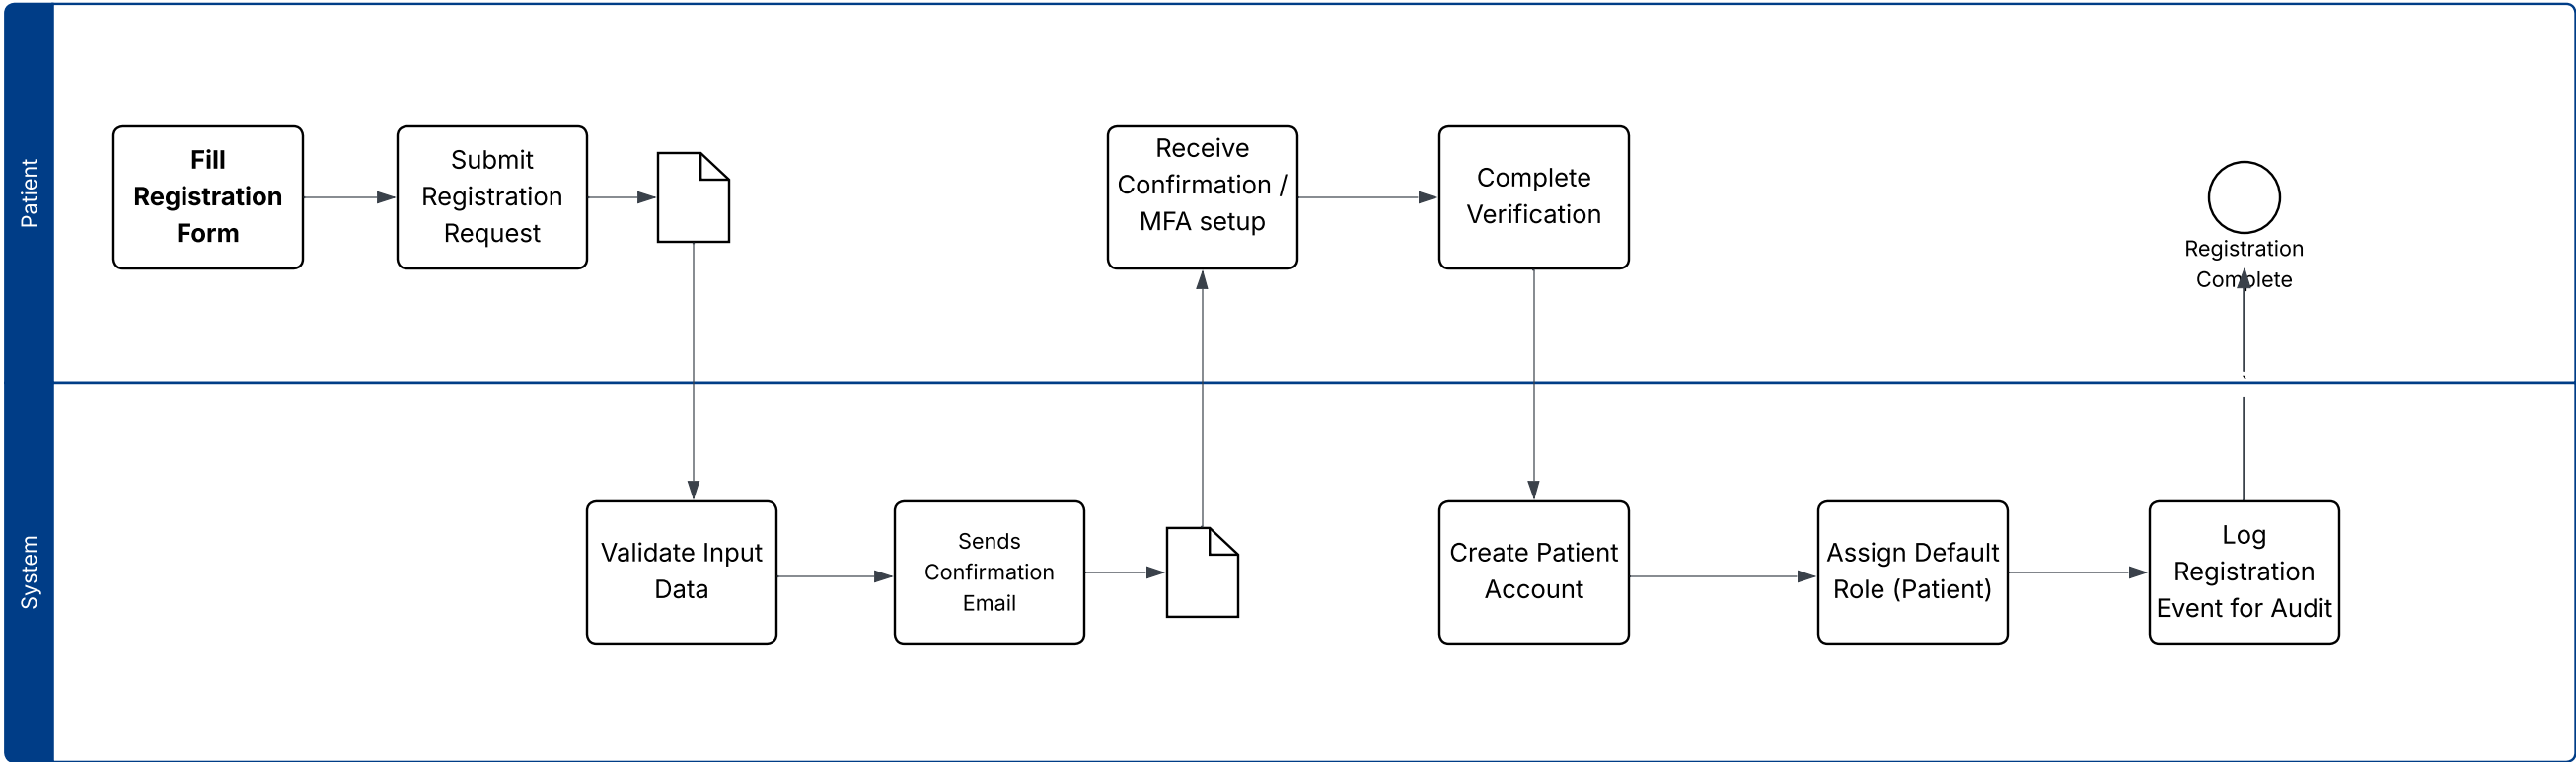 Patient
Fill
Registration
Form
Submit
Registration
Request
Receive
Confirmation /
MFA setup
Complete
Verification
Registration
Complete
System
Validate Input
Data
Sends
Confirmation
Email
Create Patient
Account
Assign Default
Role (Patient)
Log
Registration
Event for Audit